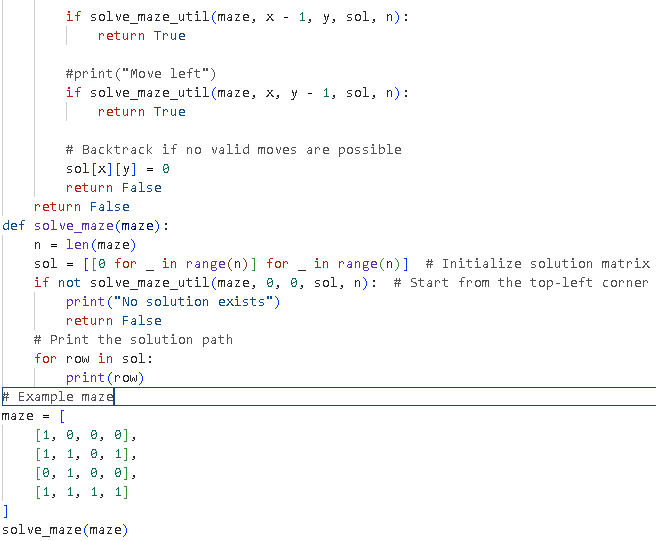 if solve_maze_util(maze, x - 1, y, sol, n):
            return True

        #print("Move left")
        if solve_maze_util(maze, x, y - 1, sol, n):
            return True

        # Backtrack if no valid moves are possible
        sol[x][y] = 0
        return False
    return False
def solve_maze(maze):
    n = len(maze)
    sol = [[0 for _ in range(n)] for _ in range(n)]  # Initialize solution matrix
    if not solve_maze_util(maze, 0, 0, sol, n):  # Start from the top-left corner
        print("No solution exists")
        return False
    # Print the solution path
    for row in sol:
        print(row)
# Example maze
maze = [
    [1, 0, 0, 0],
    [1, 1, 0, 1],
    [0, 1, 0, 0],
    [1, 1, 1, 1]
]
solve_maze(maze)